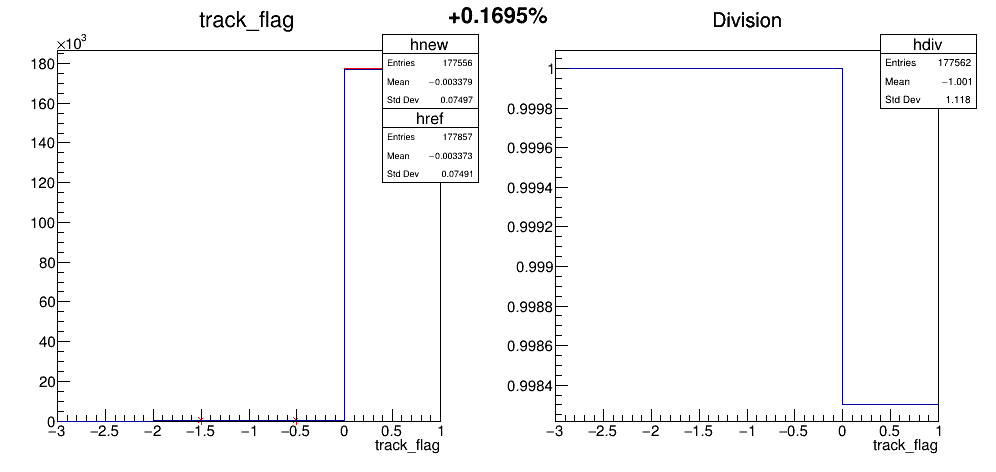 +0.1695%
track_flag
×10³
hnew
Entries 177556
Mean −0.003379
Std Dev 0.07497
href
Entries 177857
Mean −0.003373
Std Dev 0.07491
180
160
140
120
100
80
60
40
20
0
−3 −2.5 −2 −1.5 −1 −0.5 0 0.5 1
track_flag
Division
hdiv
Entries 177562
Mean −1.001
Std Dev 1.118
1
0.9998
0.9996
0.9994
0.9992
0.999
0.9988
0.9986
0.9984
−3 −2.5 −2 −1.5 −1 −0.5 0 0.5 1
track_flag